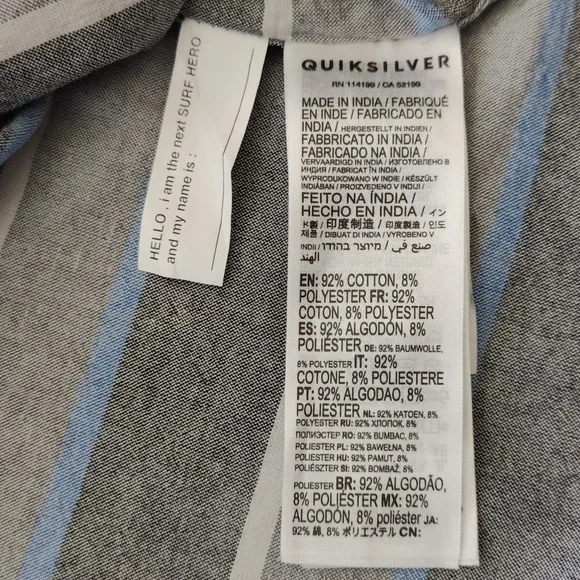 HELLO. i am the next SURF HERO
and my name is :
QUIKSILVER
RN 114199 / CA 52199
MADE IN INDIA / FABRIQUÉ
EN INDE / FABRICADO EN
INDIA / HERGESTELLT IN INDIEN /
FABBRICATO IN INDIA /
FABRICADO NA INDIA /
VERVAARDIGD IN INDIA / ИЗГОТОВЛЕНО В
ИНДИЯ / FABRICAT ÎN INDIA /
WYPRODUKOWANO W INDIE / KÉSZÜLT
INDIÁBAN / PROIZVEDENO V INDIJI /
FEITO NA ÍNDIA /
HECHO EN INDIA / イン
ド製 / 印度制造 / 印度製造 / 인도
제품 / DIBUAT DI INDIA / VYROBENO V
INDII / מיוצר בהודו / صنع في
الهند
EN: 92% COTTON, 8%
POLYESTER FR: 92%
COTON, 8% POLYESTER
ES: 92% ALGODÓN, 8%
POLIÉSTER DE: 92% BAUMWOLLE,
8% POLYESTER IT: 92%
COTONE, 8% POLIESTERE
PT: 92% ALGODAO, 8%
POLIESTER NL: 92% KATOEN, 8%
POLYESTER RU: 92% ХЛОПОК, 8%
ПОЛИЭСТЕР RO: 92% BUMBAC, 8%
POLIESTER PL: 92% BAWEŁNA, 8%
POLIESTER HU: 92% PAMUT, 8%
POLIÉSZTER SI: 92% BOMBAŽ, 8%
POLIESTER BR: 92% ALGODÃO,
8% POLIÉSTER MX: 92%
ALGODÓN, 8% poliéster JA:
92% 綿, 8% ポリエステル CN: